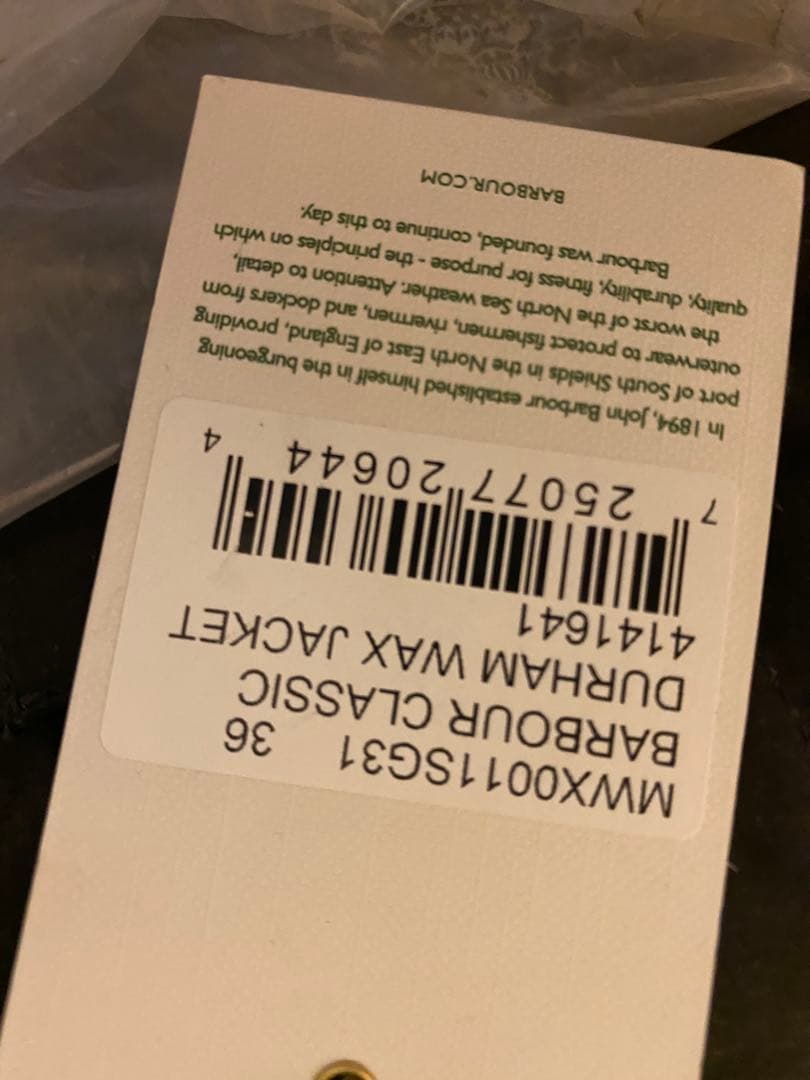 MWX0011SG31 36
BARBOUR CLASSIC
DURHAM WAX JACKET
4141641
7 25077 20644 4
In 1894, John Barbour established himself in the burgeoning
port of South Shields in the North East of England, providing
outerwear to protect fishermen, rivermen, and dockers from
the worst of the North Sea weather. Attention to detail,
quality, durability, fitness for purpose - the principles on which
Barbour was founded, continue to this day.
BARBOUR.COM